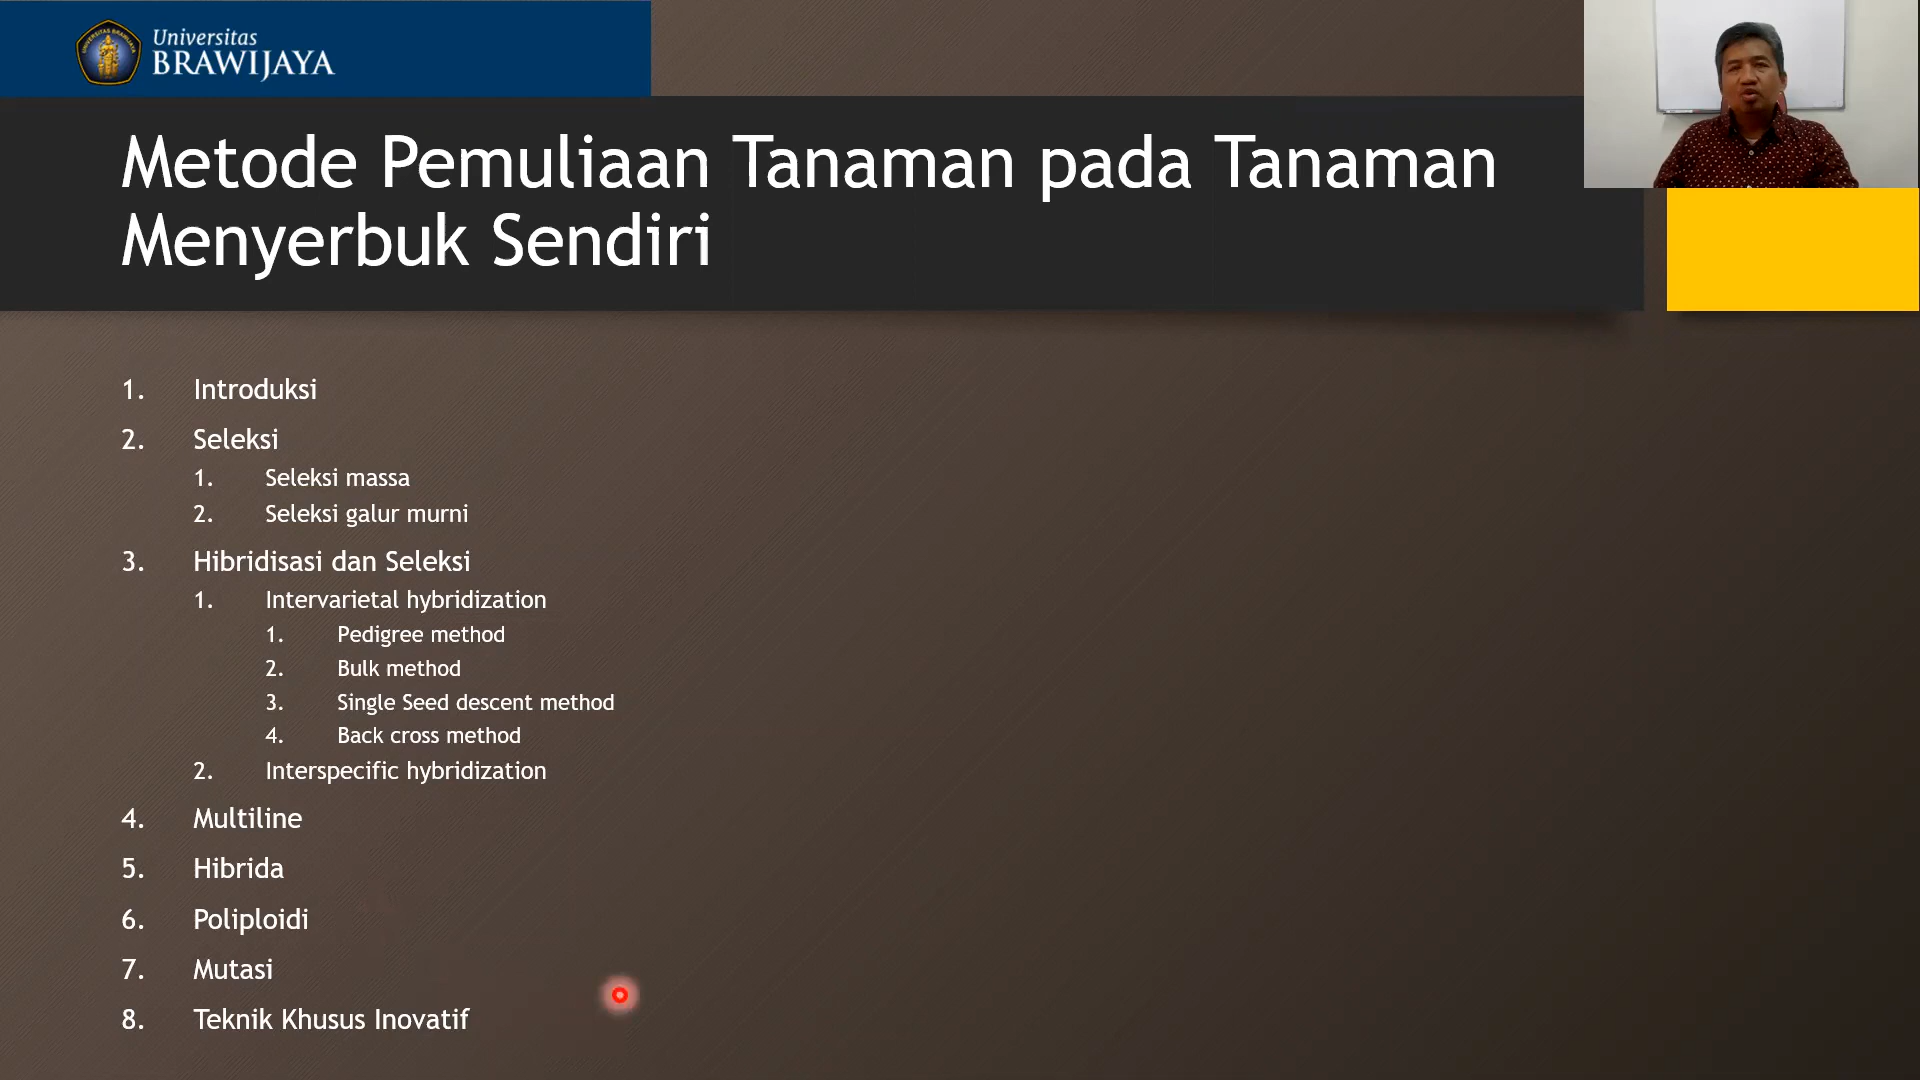 Universitas
BRAWIJAYA
Metode Pemuliaan Tanaman pada Tanaman
Menyerbuk Sendiri
1. Introduksi
2. Seleksi
1. Seleksi massa
2. Seleksi galur murni
3. Hibridisasi dan Seleksi
1. Intervarietal hybridization
1. Pedigree method
2. Bulk method
3. Single Seed descent method
4. Back cross method
2. Interspecific hybridization
4. Multiline
5. Hibrida
6. Poliploidi
7. Mutasi
8. Teknik Khusus Inovatif